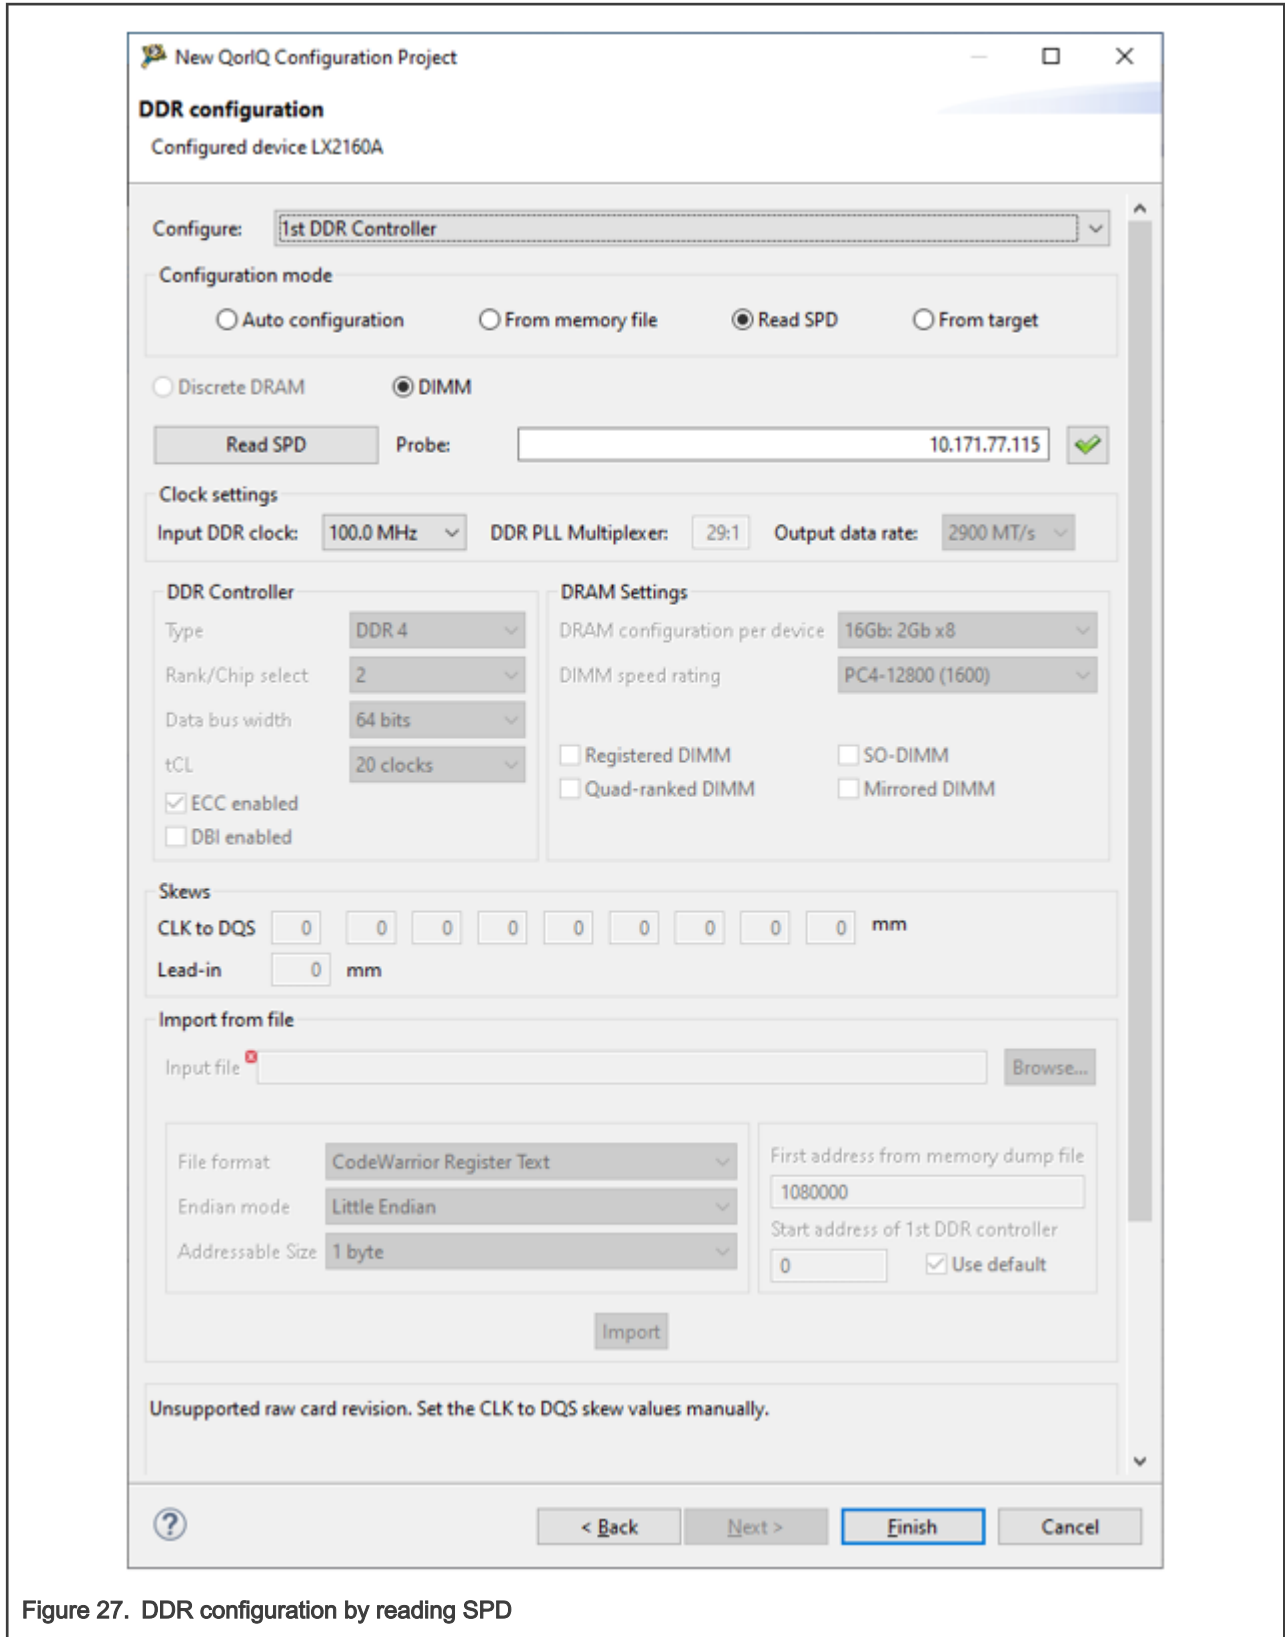 New QorIQ Configuration Project
DDR configuration
Configured device LX2160A
Configure: 1st DDR Controller
Configuration mode
Auto configuration From memory file Read SPD From target
Discrete DRAM DIMM
Read SPD Probe: 10.171.77.115
Clock settings
Input DDR clock: 100.0 MHz DDR PLL Multiplexer: 29:1 Output data rate: 2900 MT/s
DDR Controller
Type DDR 4
Rank/Chip select 2
Data bus width 64 bits
tCL 20 clocks
ECC enabled
DBI enabled
DRAM Settings
DRAM configuration per device 16Gb: 2Gb x8
DIMM speed rating PC4-12800 (1600)
Registered DIMM SO-DIMM
Quad-ranked DIMM Mirrored DIMM
Skews
CLK to DQS 0 0 0 0 0 0 0 0 0 mm
Lead-in 0 mm
Import from file
Input file Browse...
File format CodeWarrior Register Text
Endian mode Little Endian
Addressable Size 1 byte
First address from memory dump file
1080000
Start address of 1st DDR controller
0 Use default
Import
Unsupported raw card revision. Set the CLK to DQS skew values manually.
? < Back Next > Finish Cancel
Figure 27. DDR configuration by reading SPD